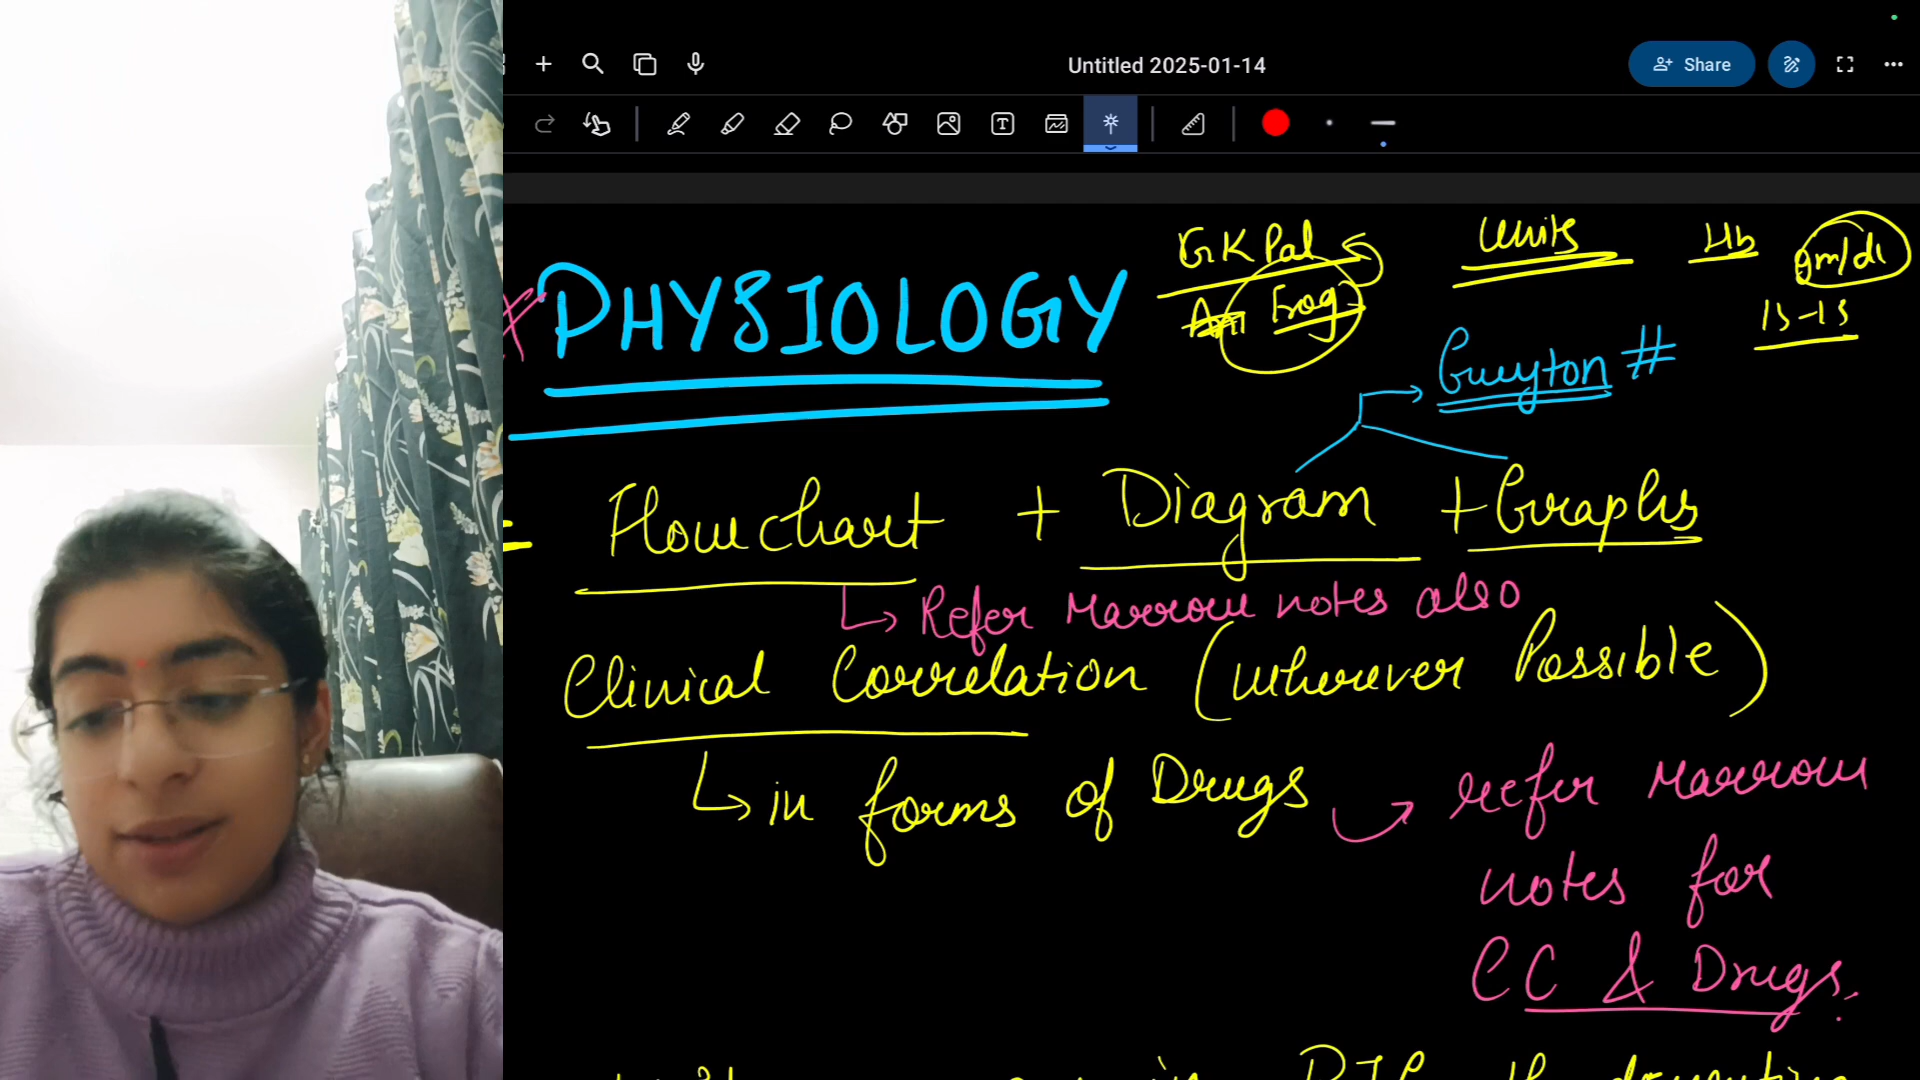 Untitled 2025-01-14
Share
GK Pal
Units
Hb
gm/dl
PHYSIOLOGY
Frog
13-15
Guyton #
= Flowchart + Diagram + Graphs
↳ Refer Marrow notes also
Clinical Correlation (wherever Possible)
↳ in forms of Drugs
Refer Marrow
notes for
CC & Drugs.